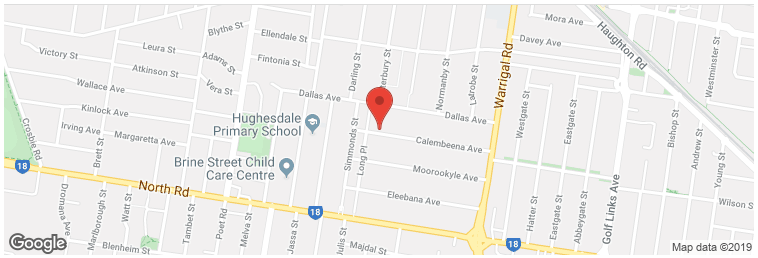 Mora Ave
Blythe St
Ellendale St
Haughton Rd
Leura St
Adams St
Davey Ave
Victory St
Fintonia St
Warrigal Rd
Westminster St
Atkinson St
Darling St
erbury St
Normanby St
Latrobe St
Wallace Ave
Vera St
Dallas Ave
Dallas Ave
Kinlock Ave
Hughesdale
Primary School
Westgate St
Eastgate St
Bishop St
Andrew St
Young St
Crosbie Rd
Irving Ave
Margaretta Ave
Simmonds St
Calembeena Ave
Brett St
Long Pl
Brine Street Child
Care Centre
Moorookyle Ave
18
North Rd
Golf Links Ave
Wilson S
Eleebana Ave
Dromana Ave
Marlborough St
Watt St
Tambet St
Poet Rd
Melva St
Jassa St
18
Julis St
Hatter St
Eastgate St
Abbeygate St
Google
Blenheim St
Majdal St
18
Map data ©2019